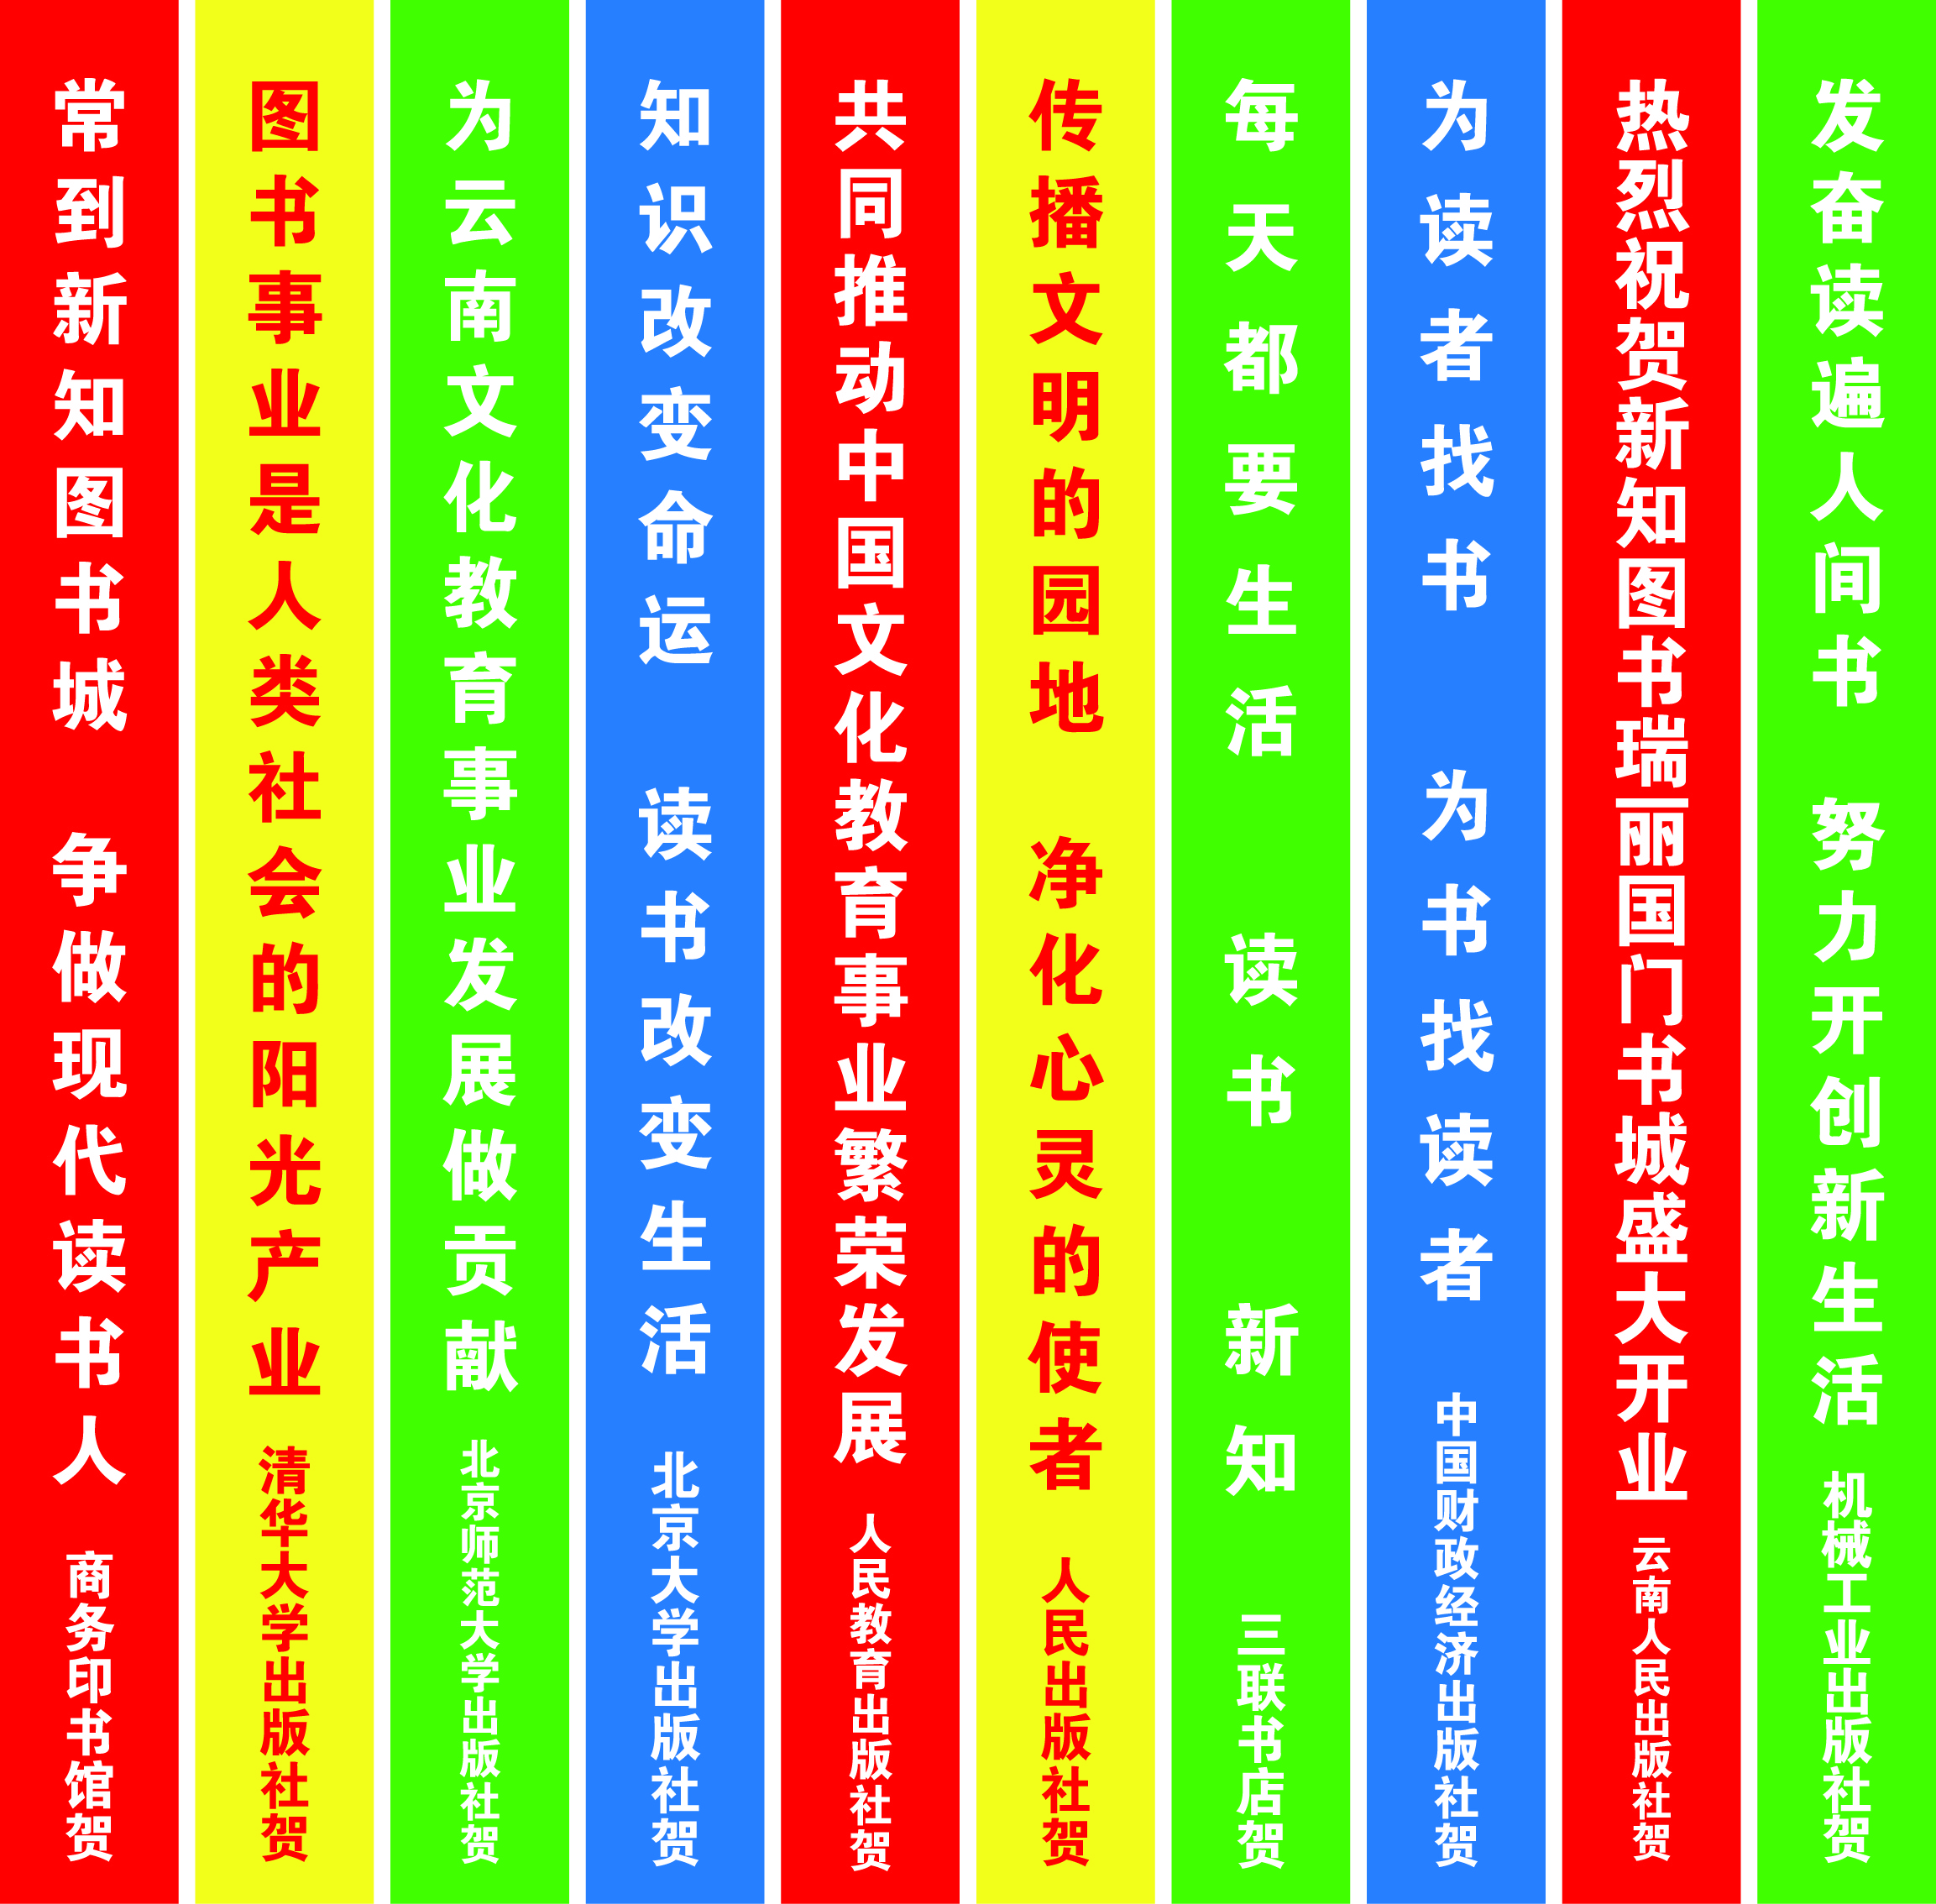 常到新知图书城 争做现代读书人 商务印书馆贺
图书事业是人类社会的阳光产业 清华大学出版社贺
为云南文化教育事业发展做贡献 北京师范大学出版社贺
知识改变命运 读书改变生活 北京大学出版社贺
共同推动中国文化教育事业繁荣发展 人民教育出版社贺
传播文明的园地 净化心灵的使者 人民出版社贺
每天都要生活 读书 新知 三联书店贺
为读者找书 为书找读者 中国财政经济出版社贺
热烈祝贺新知图书瑞丽国门书城盛大开业 云南人民出版社贺
发奋读遍人间书 努力开创新生活 机械工业出版社贺